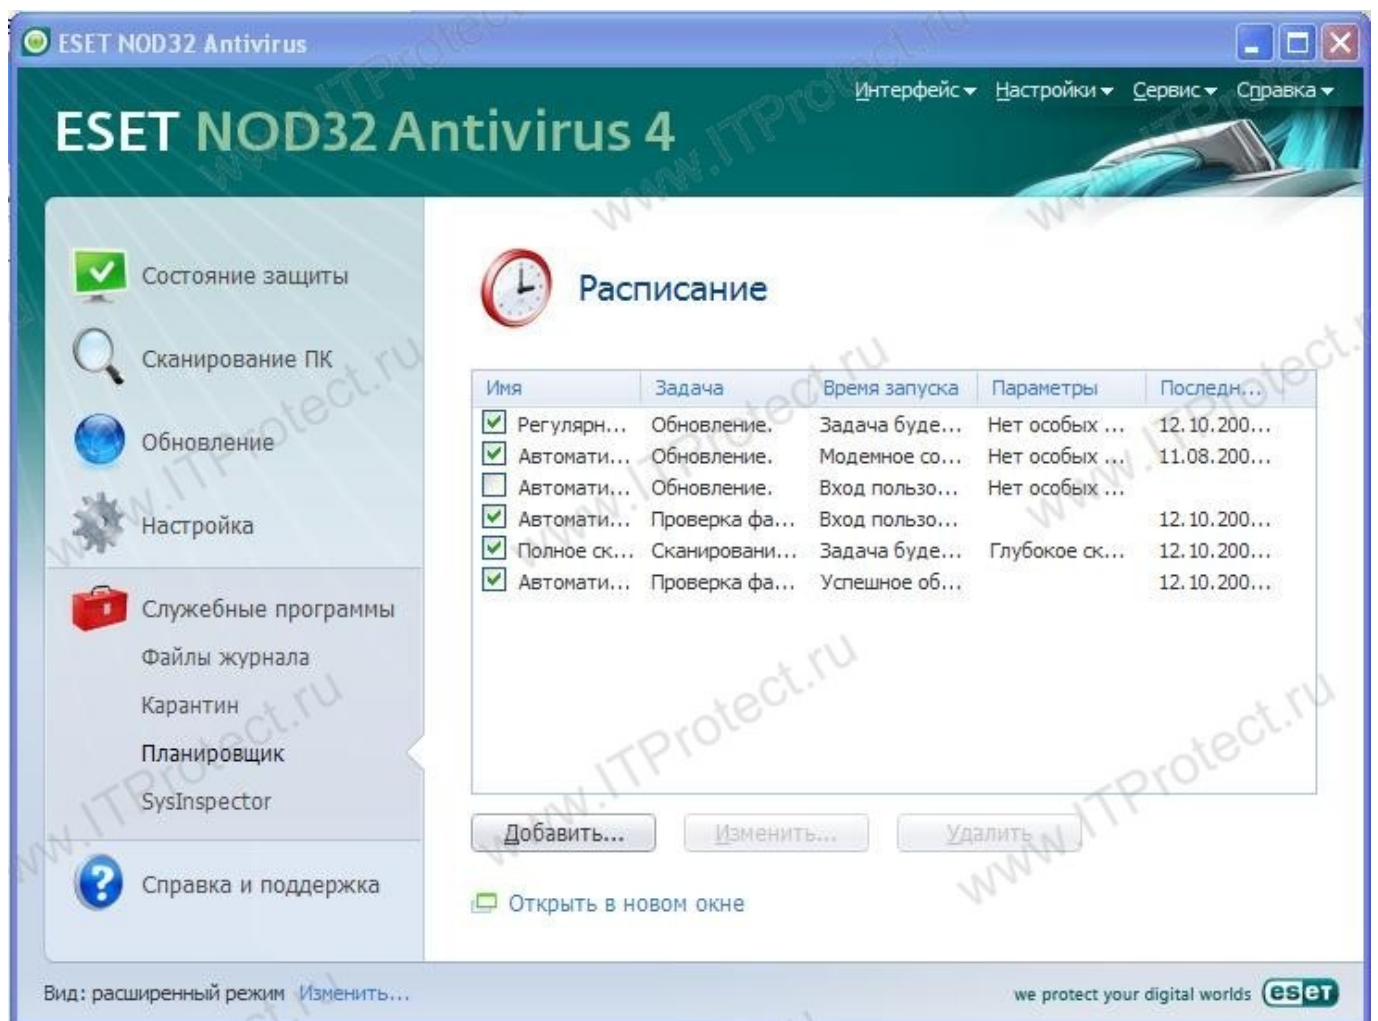 ESET NOD32 Antivirus
Интерфейс Настройки Сервис Справка
ESET NOD32 Antivirus 4
Состояние защиты
Сканирование ПК
Обновление
Настройка
Служебные программы
Файлы журнала
Карантин
Планировщик
SysInspector
Справка и поддержка
Расписание
Имя Задача Время запуска Параметры Последн...
Регулярн... Обновление. Задача буде... Нет особых ... 12.10.200...
Автомати... Обновление. Модемное со... Нет особых ... 11.08.200...
Автомати... Обновление. Вход пользо... Нет особых ...
Автомати... Проверка фа... Вход пользо... 12.10.200...
Полное ск... Сканировани... Задача буде... Глубокое ск... 12.10.200...
Автомати... Проверка фа... Успешное об... 12.10.200...
Добавить... Изменить... Удалить
Открыть в новом окне
Вид: расширенный режим Изменить...
we protect your digital worlds eseT
www.ITProtect.ru